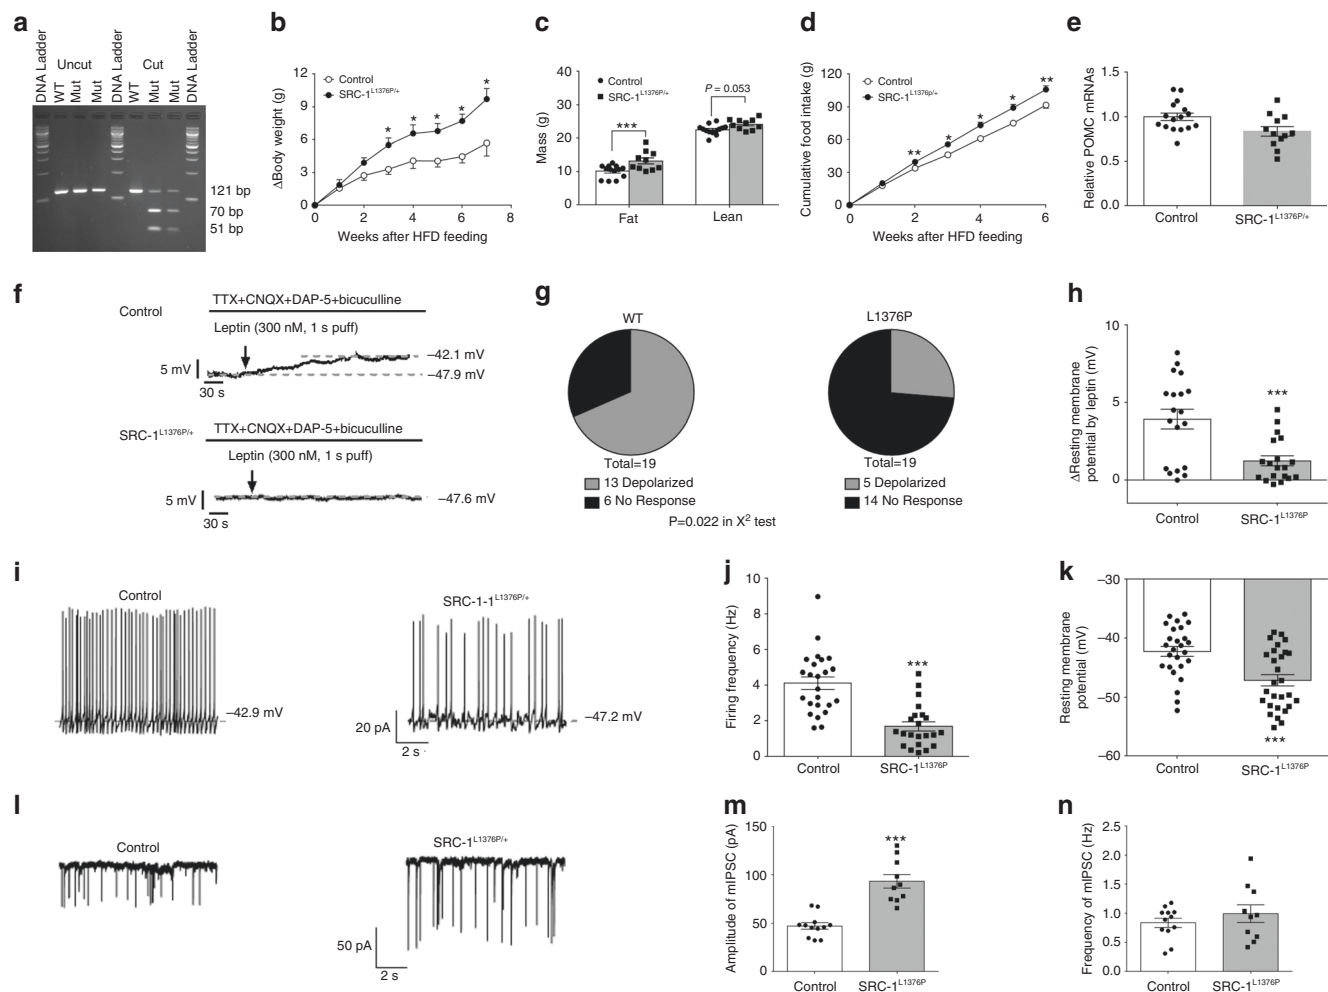 a
DNA Ladder
Uncut
WT
Mut
Mut
DNA Ladder
Cut
WT
Mut
Mut
DNA Ladder
121 bp
70 bp
51 bp
b
12
9
6
3
0
ΔBody weight (g)
Control
SRC-1L1376P/+
* * * * *
0 2 4 6 8
Weeks after HFD feeding
c
40
30
20
10
0
Mass (g)
Control
SRC-1L1376P/+
P = 0.053
***
Fat Lean
d
120
90
60
30
0
Cumulative food intake (g)
Control
SRC-1L1376p/+
** * * * **
0 2 4 6
Weeks after HFD feeding
e
1.5
1.0
0.5
0.0
Relative POMC mRNAs
Control SRC-1L1376P/+
f
Control
TTX+CNQX+DAP-5+bicuculline
Leptin (300 nM, 1 s puff)
–42.1 mV
–47.9 mV
5 mV
30 s
SRC-1L1376P/+
TTX+CNQX+DAP-5+bicuculline
Leptin (300 nM, 1 s puff)
–47.6 mV
5 mV
30 s
g
WT
Total=19
13 Depolarized
6 No Response
L1376P
Total=19
5 Depolarized
14 No Response
P=0.022 in X2 test
h
10
5
0
ΔResting membrane
potential by leptin (mV)
***
Control SRC-1L1376P
i
Control
–42.9 mV
SRC-1-1L1376P/+
–47.2 mV
20 pA
2 s
j
10
8
6
4
2
0
Firing frequency (Hz)
***
Control SRC-1L1376P
k
–30
–40
–50
–60
Resting membrane
potential (mV)
***
Control SRC-1L1376P
l
Control
SRC-1L1376P/+
50 pA
2 s
m
150
100
50
0
Amplitude of mIPSC (pA)
***
Control SRC-1L1376P
n
2.5
2.0
1.5
1.0
0.5
0.0
Frequency of mIPSC (Hz)
Control SRC-1L1376P